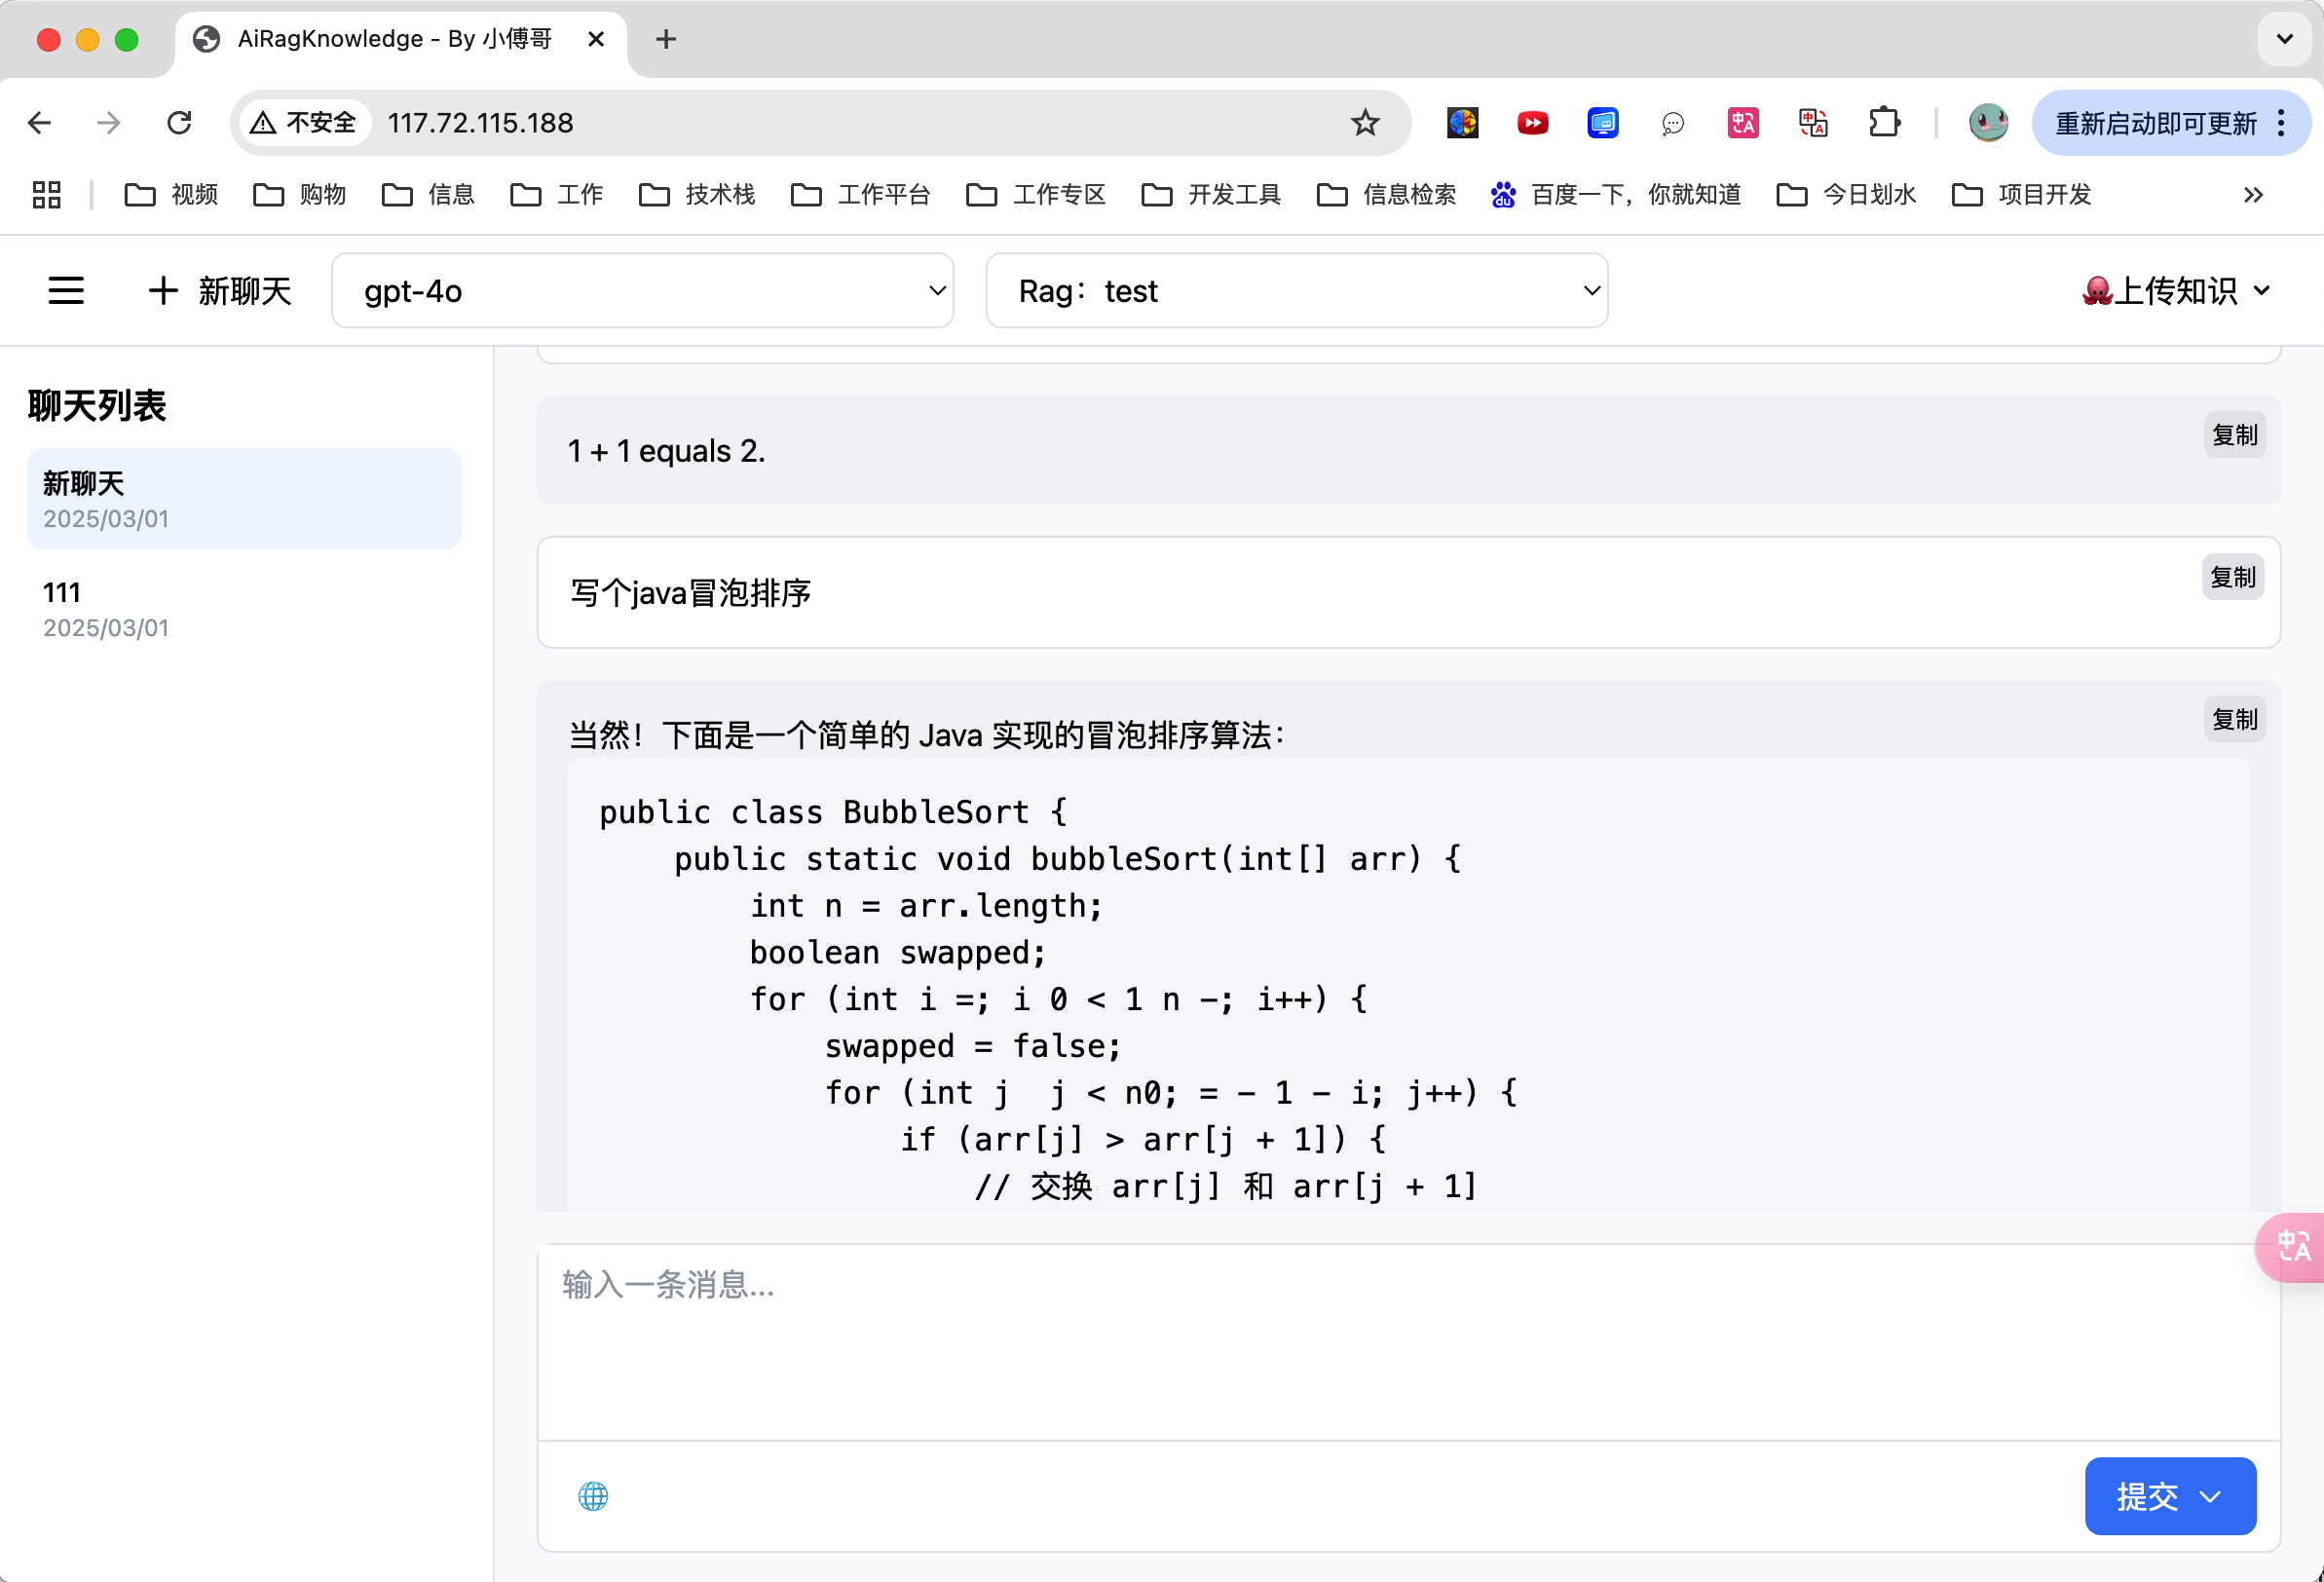 AiRagKnowledge - By 小傅哥
不安全 117.72.115.188 重新启动即可更新
视频 购物 信息 工作 技术栈 工作平台 工作专区 开发工具 信息检索 百度一下，你就知道 今日划水 项目开发
新聊天 gpt-4o Rag：test 上传知识
聊天列表
新聊天
2025/03/01
111
2025/03/01
1 + 1 equals 2.
复制
写个java冒泡排序
复制
当然！下面是一个简单的 Java 实现的冒泡排序算法：
复制
public class BubbleSort {
    public static void bubbleSort(int[] arr) {
        int n = arr.length;
        boolean swapped;
        for (int i =; i 0 < 1 n -; i++) {
            swapped = false;
            for (int j  j < n0; = - 1 - i; j++) {
                if (arr[j] > arr[j + 1]) {
                    // 交换 arr[j] 和 arr[j + 1]
输入一条消息...
提交